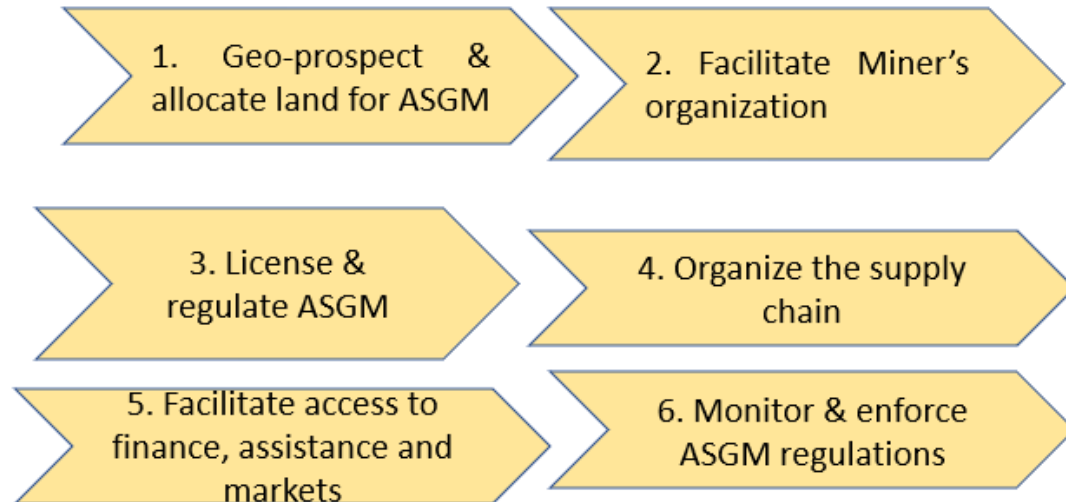 1. Geo-prospect &
allocate land for ASGM
2. Facilitate Miner’s
organization
3. License &
regulate ASGM
4. Organize the supply
chain
5. Facilitate access to
finance, assistance and
markets
6. Monitor & enforce
ASGM regulations